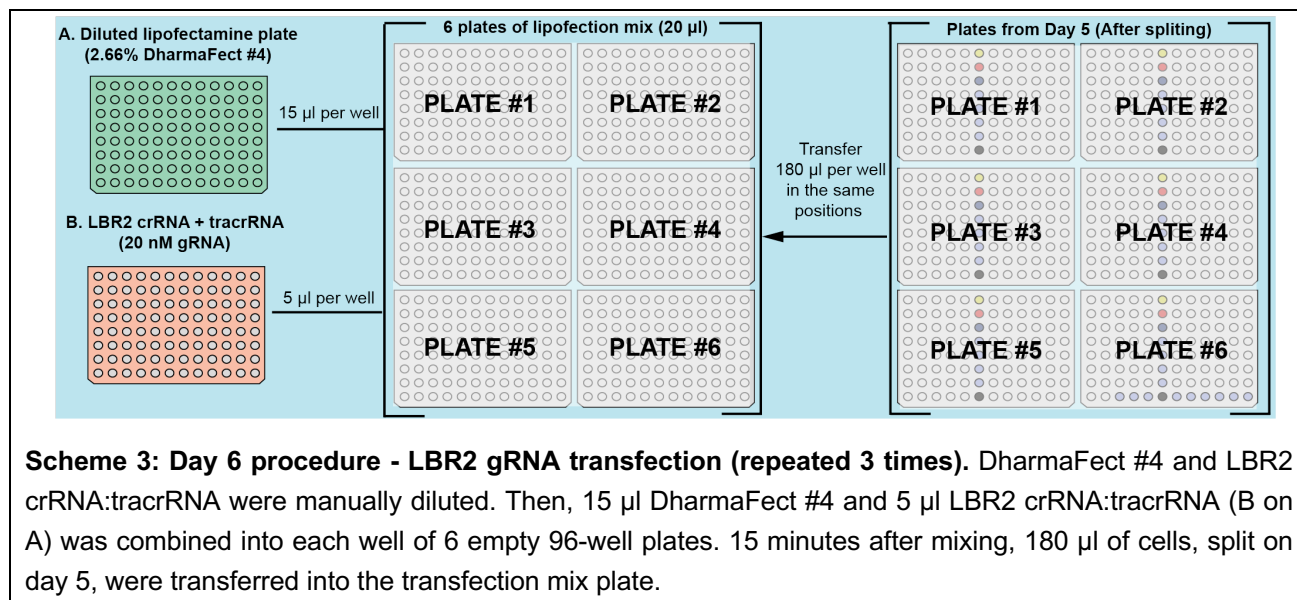 A. Diluted lipofectamine plate
(2.66% DharmaFect #4)
15 µl per well
B. LBR2 crRNA + tracrRNA
(20 nM gRNA)
5 µl per well
6 plates of lipofection mix (20 µl)
PLATE #1
PLATE #2
PLATE #3
PLATE #4
PLATE #5
PLATE #6
Transfer
180 µl per well
in the same
positions
Plates from Day 5 (After spliting)
PLATE #1
PLATE #2
PLATE #3
PLATE #4
PLATE #5
PLATE #6
Scheme 3: Day 6 procedure - LBR2 gRNA transfection (repeated 3 times). DharmaFect #4 and LBR2
crRNA:tracrRNA were manually diluted. Then, 15 µl DharmaFect #4 and 5 µl LBR2 crRNA:tracrRNA (B on
A) was combined into each well of 6 empty 96-well plates. 15 minutes after mixing, 180 µl of cells, split on
day 5, were transferred into the transfection mix plate.